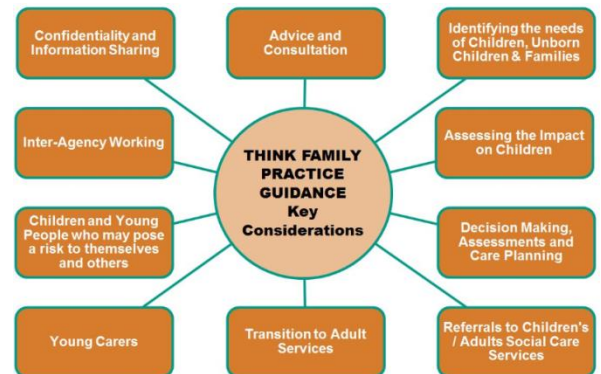 Confidentiality and
Information Sharing
Advice and
Consultation
Identifying the needs
of Children, Unborn
Children & Families
Inter-Agency Working
THINK FAMILY
PRACTICE
GUIDANCE
Key
Considerations
Assessing the Impact
on Children
Children and Young
People who may pose
a risk to themselves
and others
Decision Making,
Assessments and
Care Planning
Young Carers
Transition to Adult
Services
Referrals to Children's
/ Adults Social Care
Services